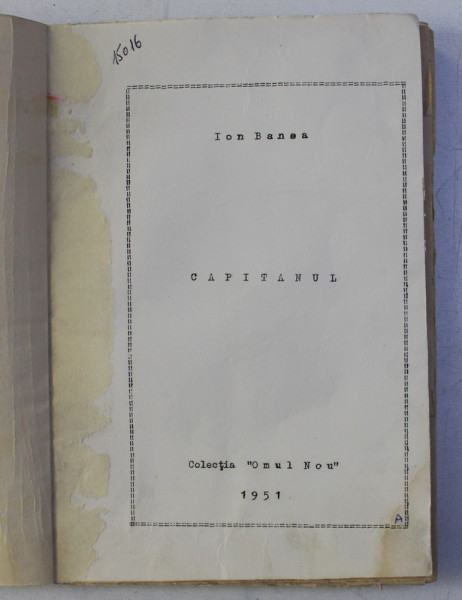 15016
Ion Banea
CAPITANUL
Colecția "Omul Nou"
1951
A